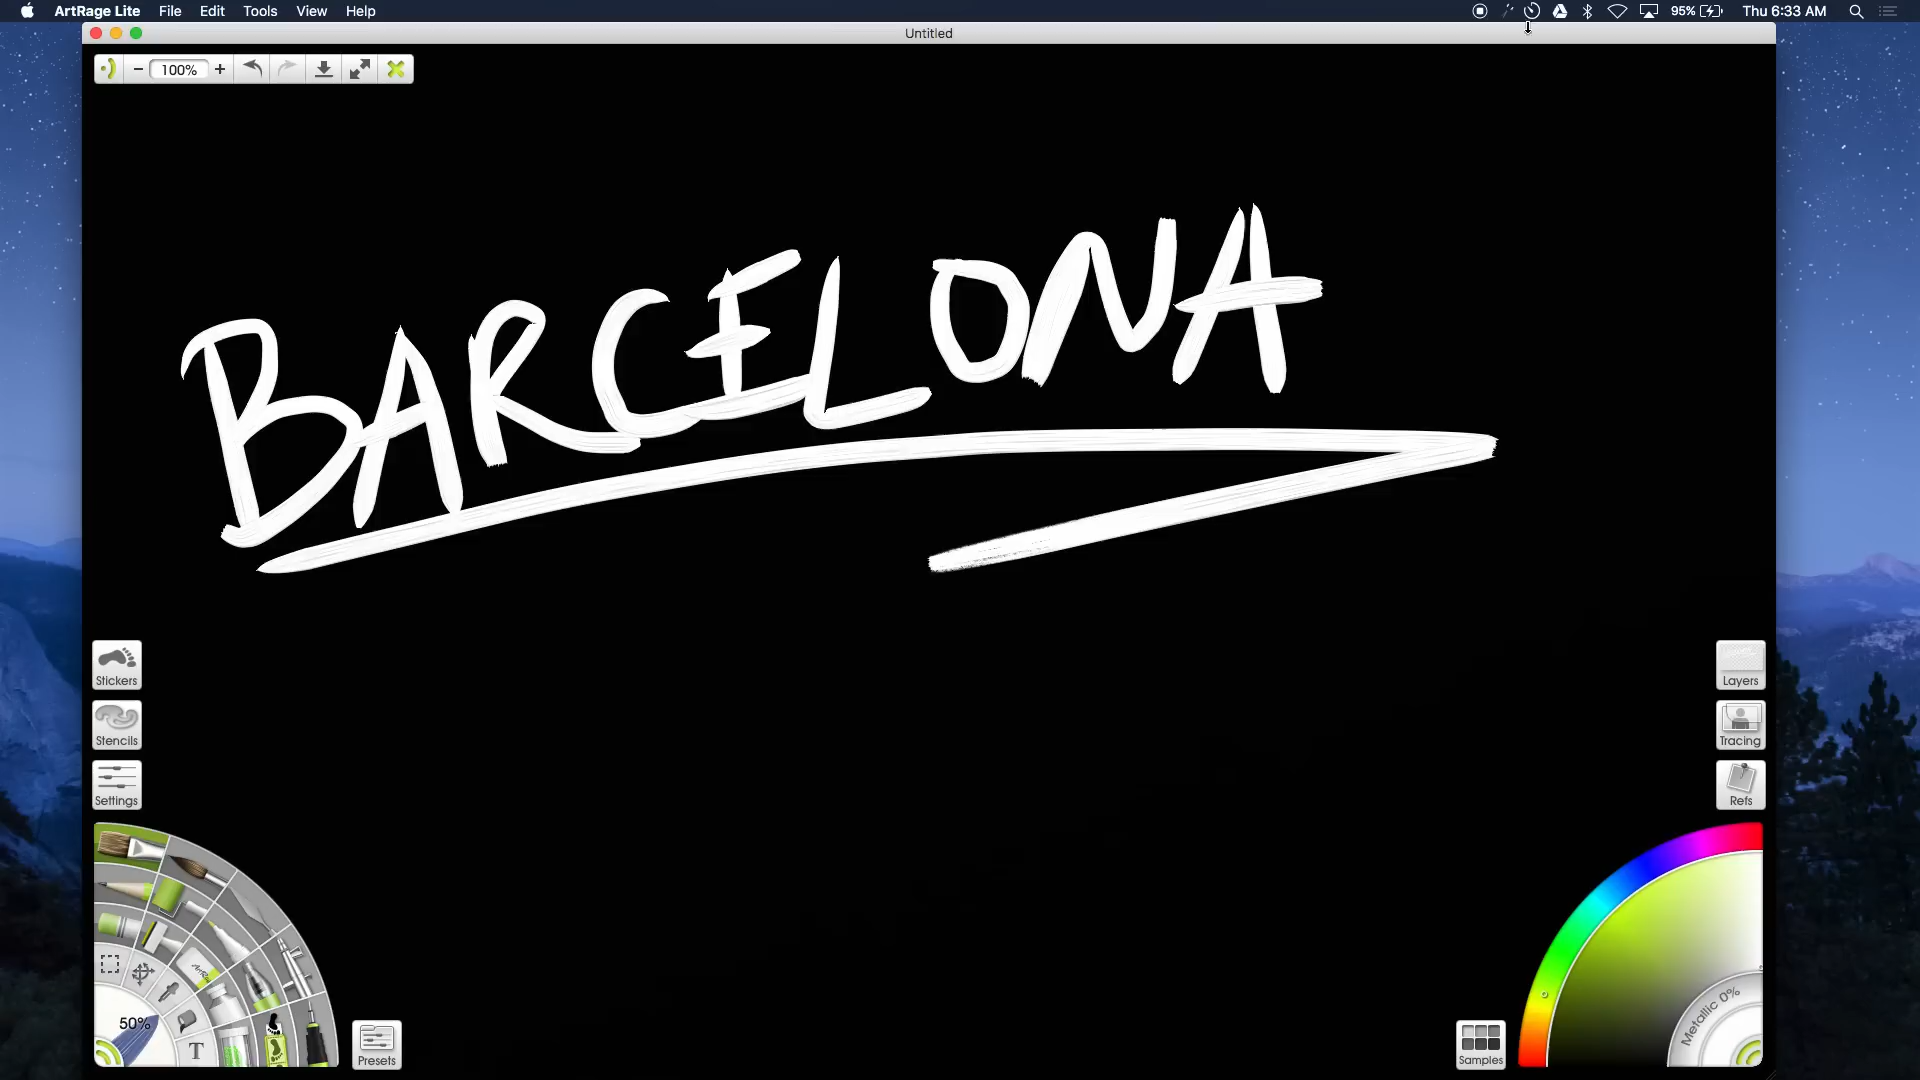 ArtRage Lite File Edit Tools View Help 95% Thu 6:33 AM
Untitled
100%
BARCELONA
Stickers
Layers
Stencils
Tracing
Settings
Refs
50%
T
Presets
Metallic 0%
Samples